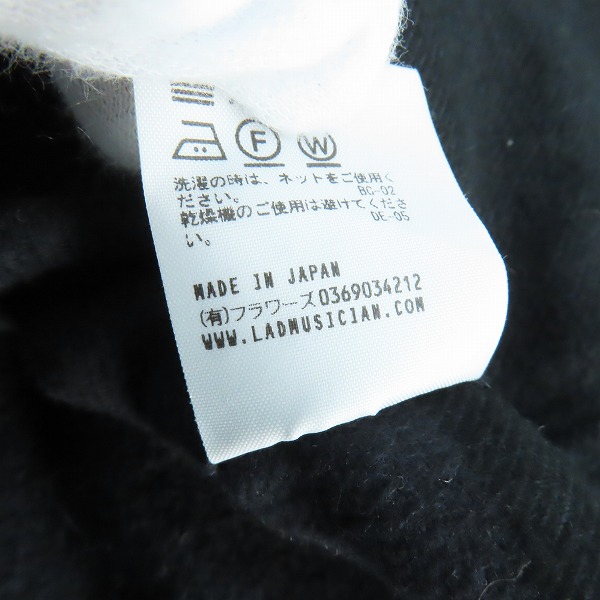 F W
洗濯の時は、ネットをご使用く
ださい。 BG-02
乾燥機のご使用は避けてくださ
い。 DE-05
MADE IN JAPAN
(有)フラワーズ0369034212
WWW.LADMUSICIAN.COM